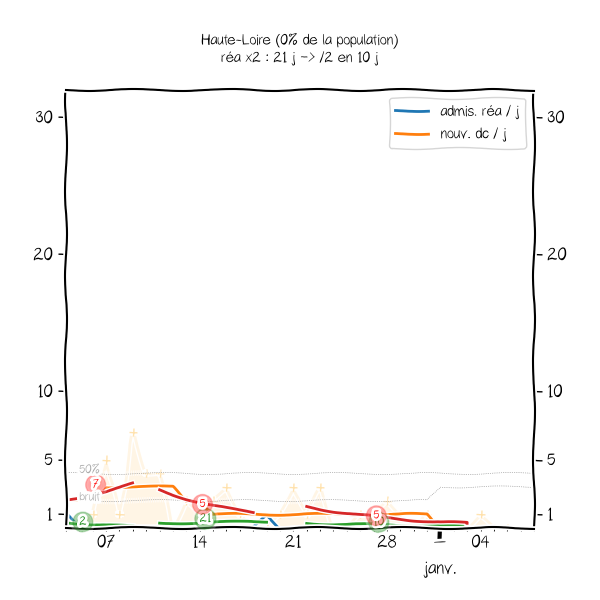 Haute-Loire (0% de la population)
réa x2 : 21 j -> /2 en 10 j
admis. réa / j
nouv. dc / j
30 30
20 20
10 10
5 5
1 1
50%
bruit
7
2
5
21
5
10
07 14 21 28 1 04
janv.